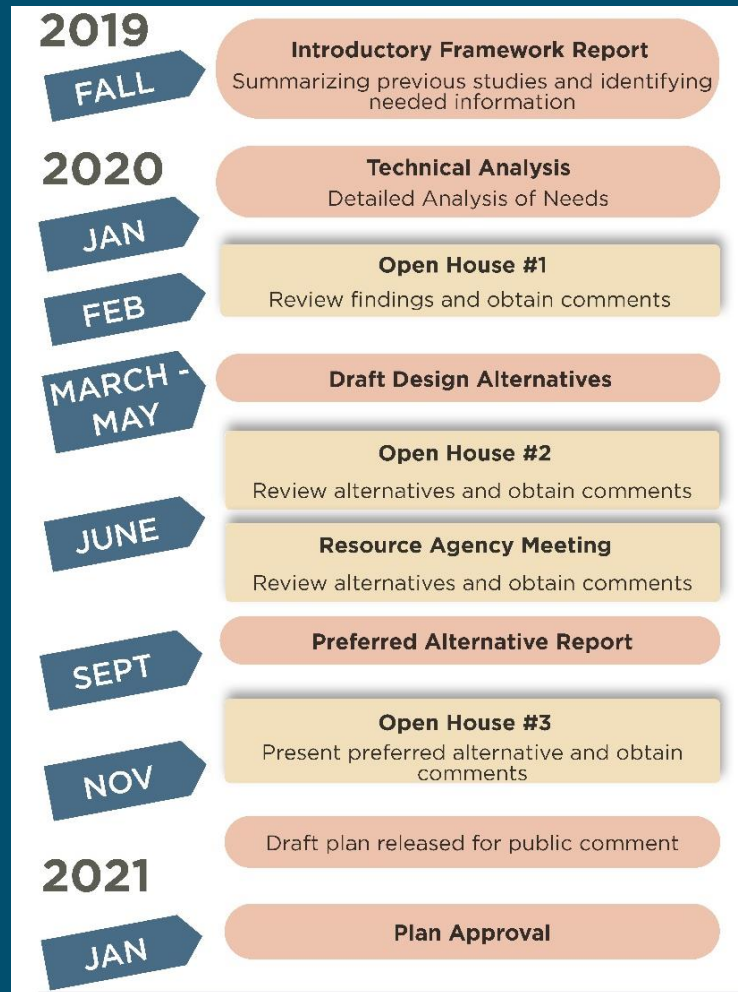 2019
FALL
Introductory Framework Report
Summarizing previous studies and identifying
needed information
2020
JAN
Technical Analysis
Detailed Analysis of Needs
FEB
Open House #1
Review findings and obtain comments
MARCH -
MAY
Draft Design Alternatives
JUNE
Open House #2
Review alternatives and obtain comments
Resource Agency Meeting
Review alternatives and obtain comments
SEPT
Preferred Alternative Report
NOV
Open House #3
Present preferred alternative and obtain
comments
Draft plan released for public comment
2021
JAN
Plan Approval